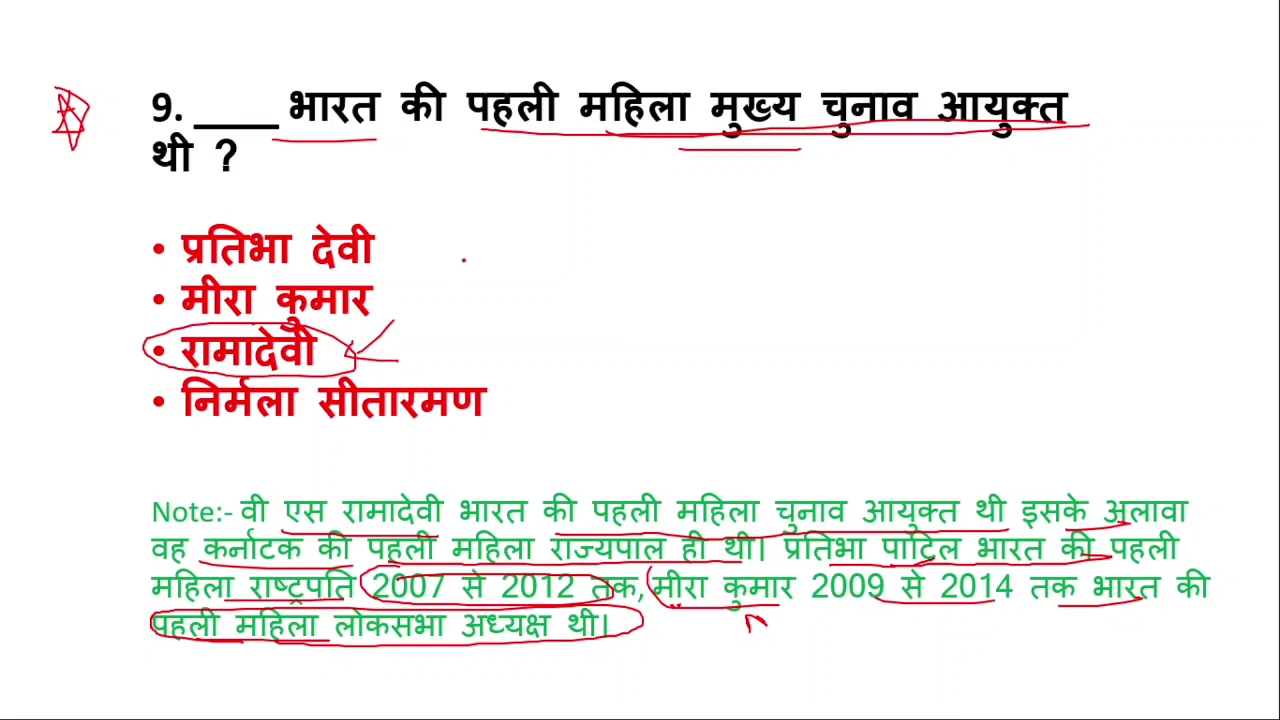 9. ____ भारत की पहली महिला मुख्य चुनाव आयुक्त
थी ?
• प्रतिभा देवी
• मीरा कुमार
• रामादेवी
• निर्मला सीतारमण
Note:- वी एस रामादेवी भारत की पहली महिला चुनाव आयुक्त थी इसके अलावा
वह कर्नाटक की पहली महिला राज्यपाल ही थी। प्रतिभा पाटिल भारत की पहली
महिला राष्ट्रपति 2007 से 2012 तक, मीरा कुमार 2009 से 2014 तक भारत की
पहली महिला लोकसभा अध्यक्ष थी।